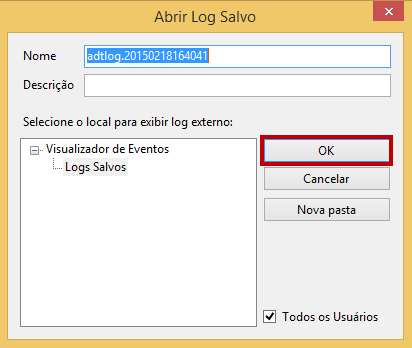 Abrir Log Salvo
Nome
adtlog.20150218164041
Descrição
Selecione o local para exibir log externo:
Visualizador de Eventos
Logs Salvos
OK
Cancelar
Nova pasta
Todos os Usuários